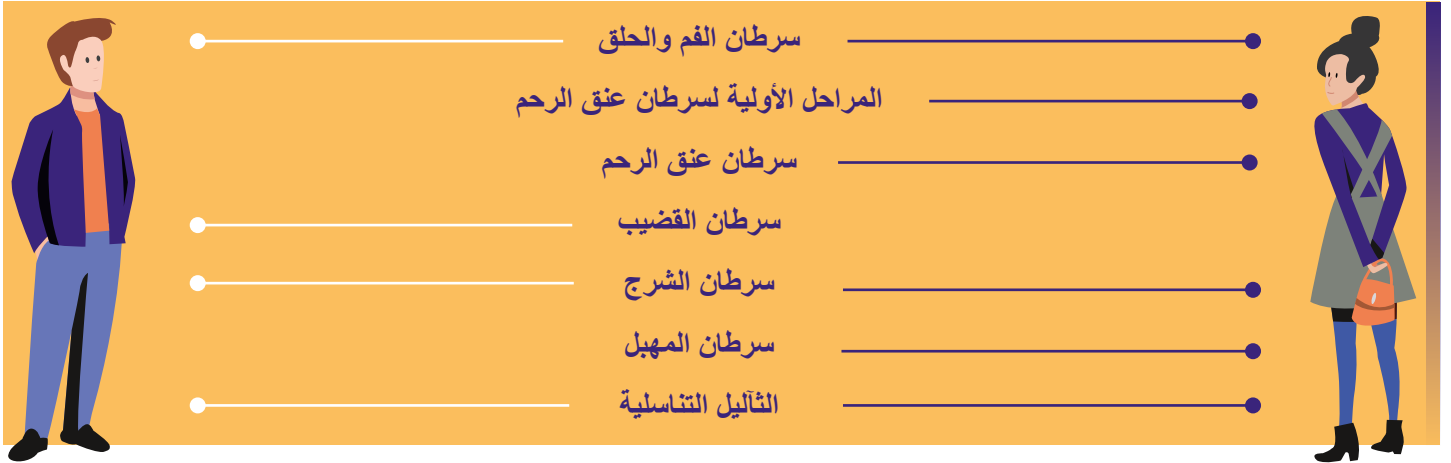 سرطان الفم والحلق
المراحل الأولية لسرطان عنق الرحم
سرطان عنق الرحم
سرطان القضيب
سرطان الشرج
سرطان المهبل
الثآليل التناسلية